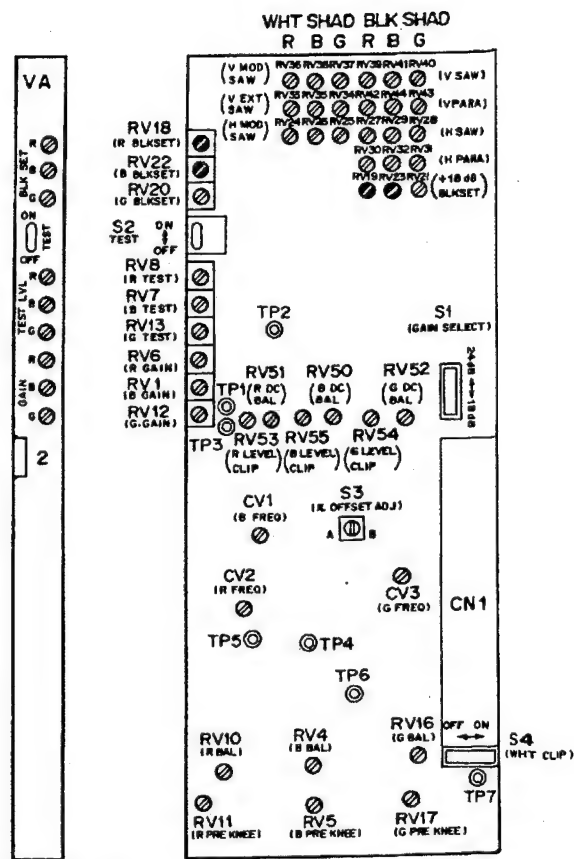 WHT SHAD BLK SHAD
R B G R B G
VA
(V MOD SAW) RV36 RV38 RV37 RV39 RV41 RV40 (V SAW)
(V EXT SAW) RV33 RV35 RV34 RV42 RV44 RV43 (V PARA)
(H MOD SAW) RV24 RV26 RV25 RV27 RV29 RV28 (H SAW)
RV30 RV32 RV31 (H PARA)
RV19 RV23 RV21 (+18 dB BLKSET)
R
B
G
BLK SET
ON
OFF
TEST
R
B
G
TEST LVL
R
B
G
GAIN
2
RV18
(R BLKSET)
RV22
(B BLKSET)
RV20
(G BLKSET)
S2
TEST
ON
OFF
RV8
(R TEST)
RV7
(B TEST)
RV13
(G TEST)
RV6
(R GAIN)
RV1
(B GAIN)
RV12
(G.GAIN)
TP2
S1
(GAIN SELECT)
24dB 18dB
TP1
TP3
RV51
(R DC BAL)
RV50
(B DC BAL)
RV52
(G DC BAL)
RV53
(R LEVEL CLIP)
RV55
(B LEVEL CLIP)
RV54
(G LEVEL CLIP)
CV1
(B FREQ)
S3
(OFFSET ADJ)
A B
CV2
(R FREQ)
CV3
(G FREQ)
CN1
TP5
TP4
TP6
RV10
(R BAL)
RV4
(B BAL)
RV16
(G BAL)
OFF ON
S4
(WHT CLIP)
TP7
RV11
(R PRE KNEE)
RV5
(B PRE KNEE)
RV17
(G PRE KNEE)